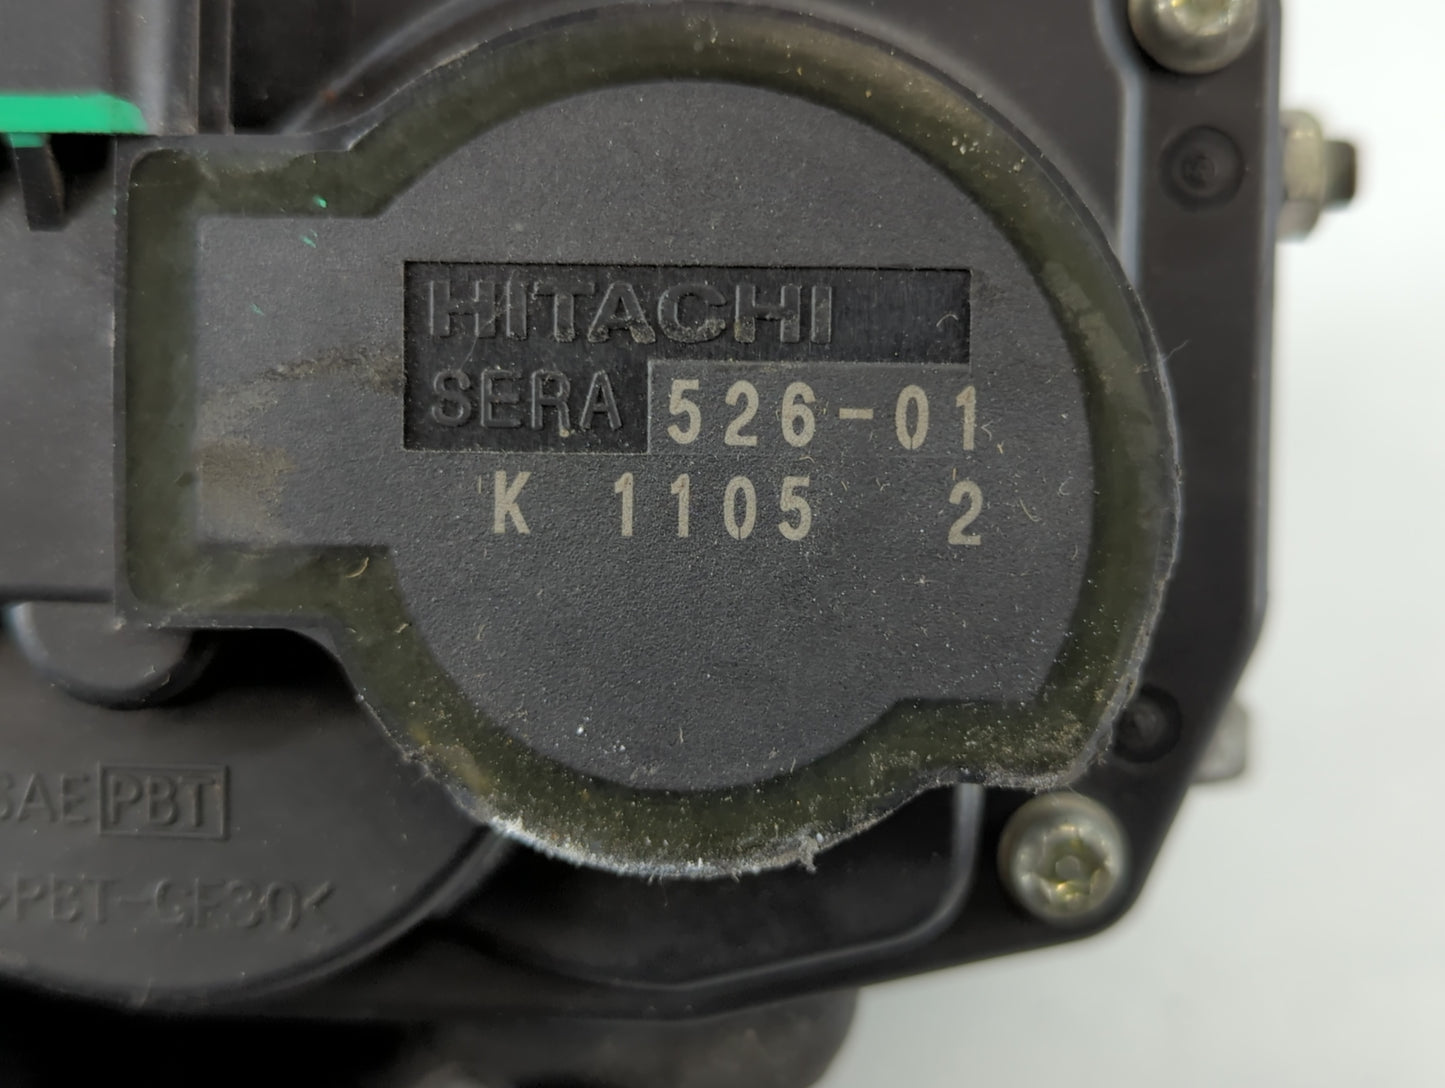 HITACHI
SERA 526-01
K 1105 2
SAE PBT
>PBT-GF30<